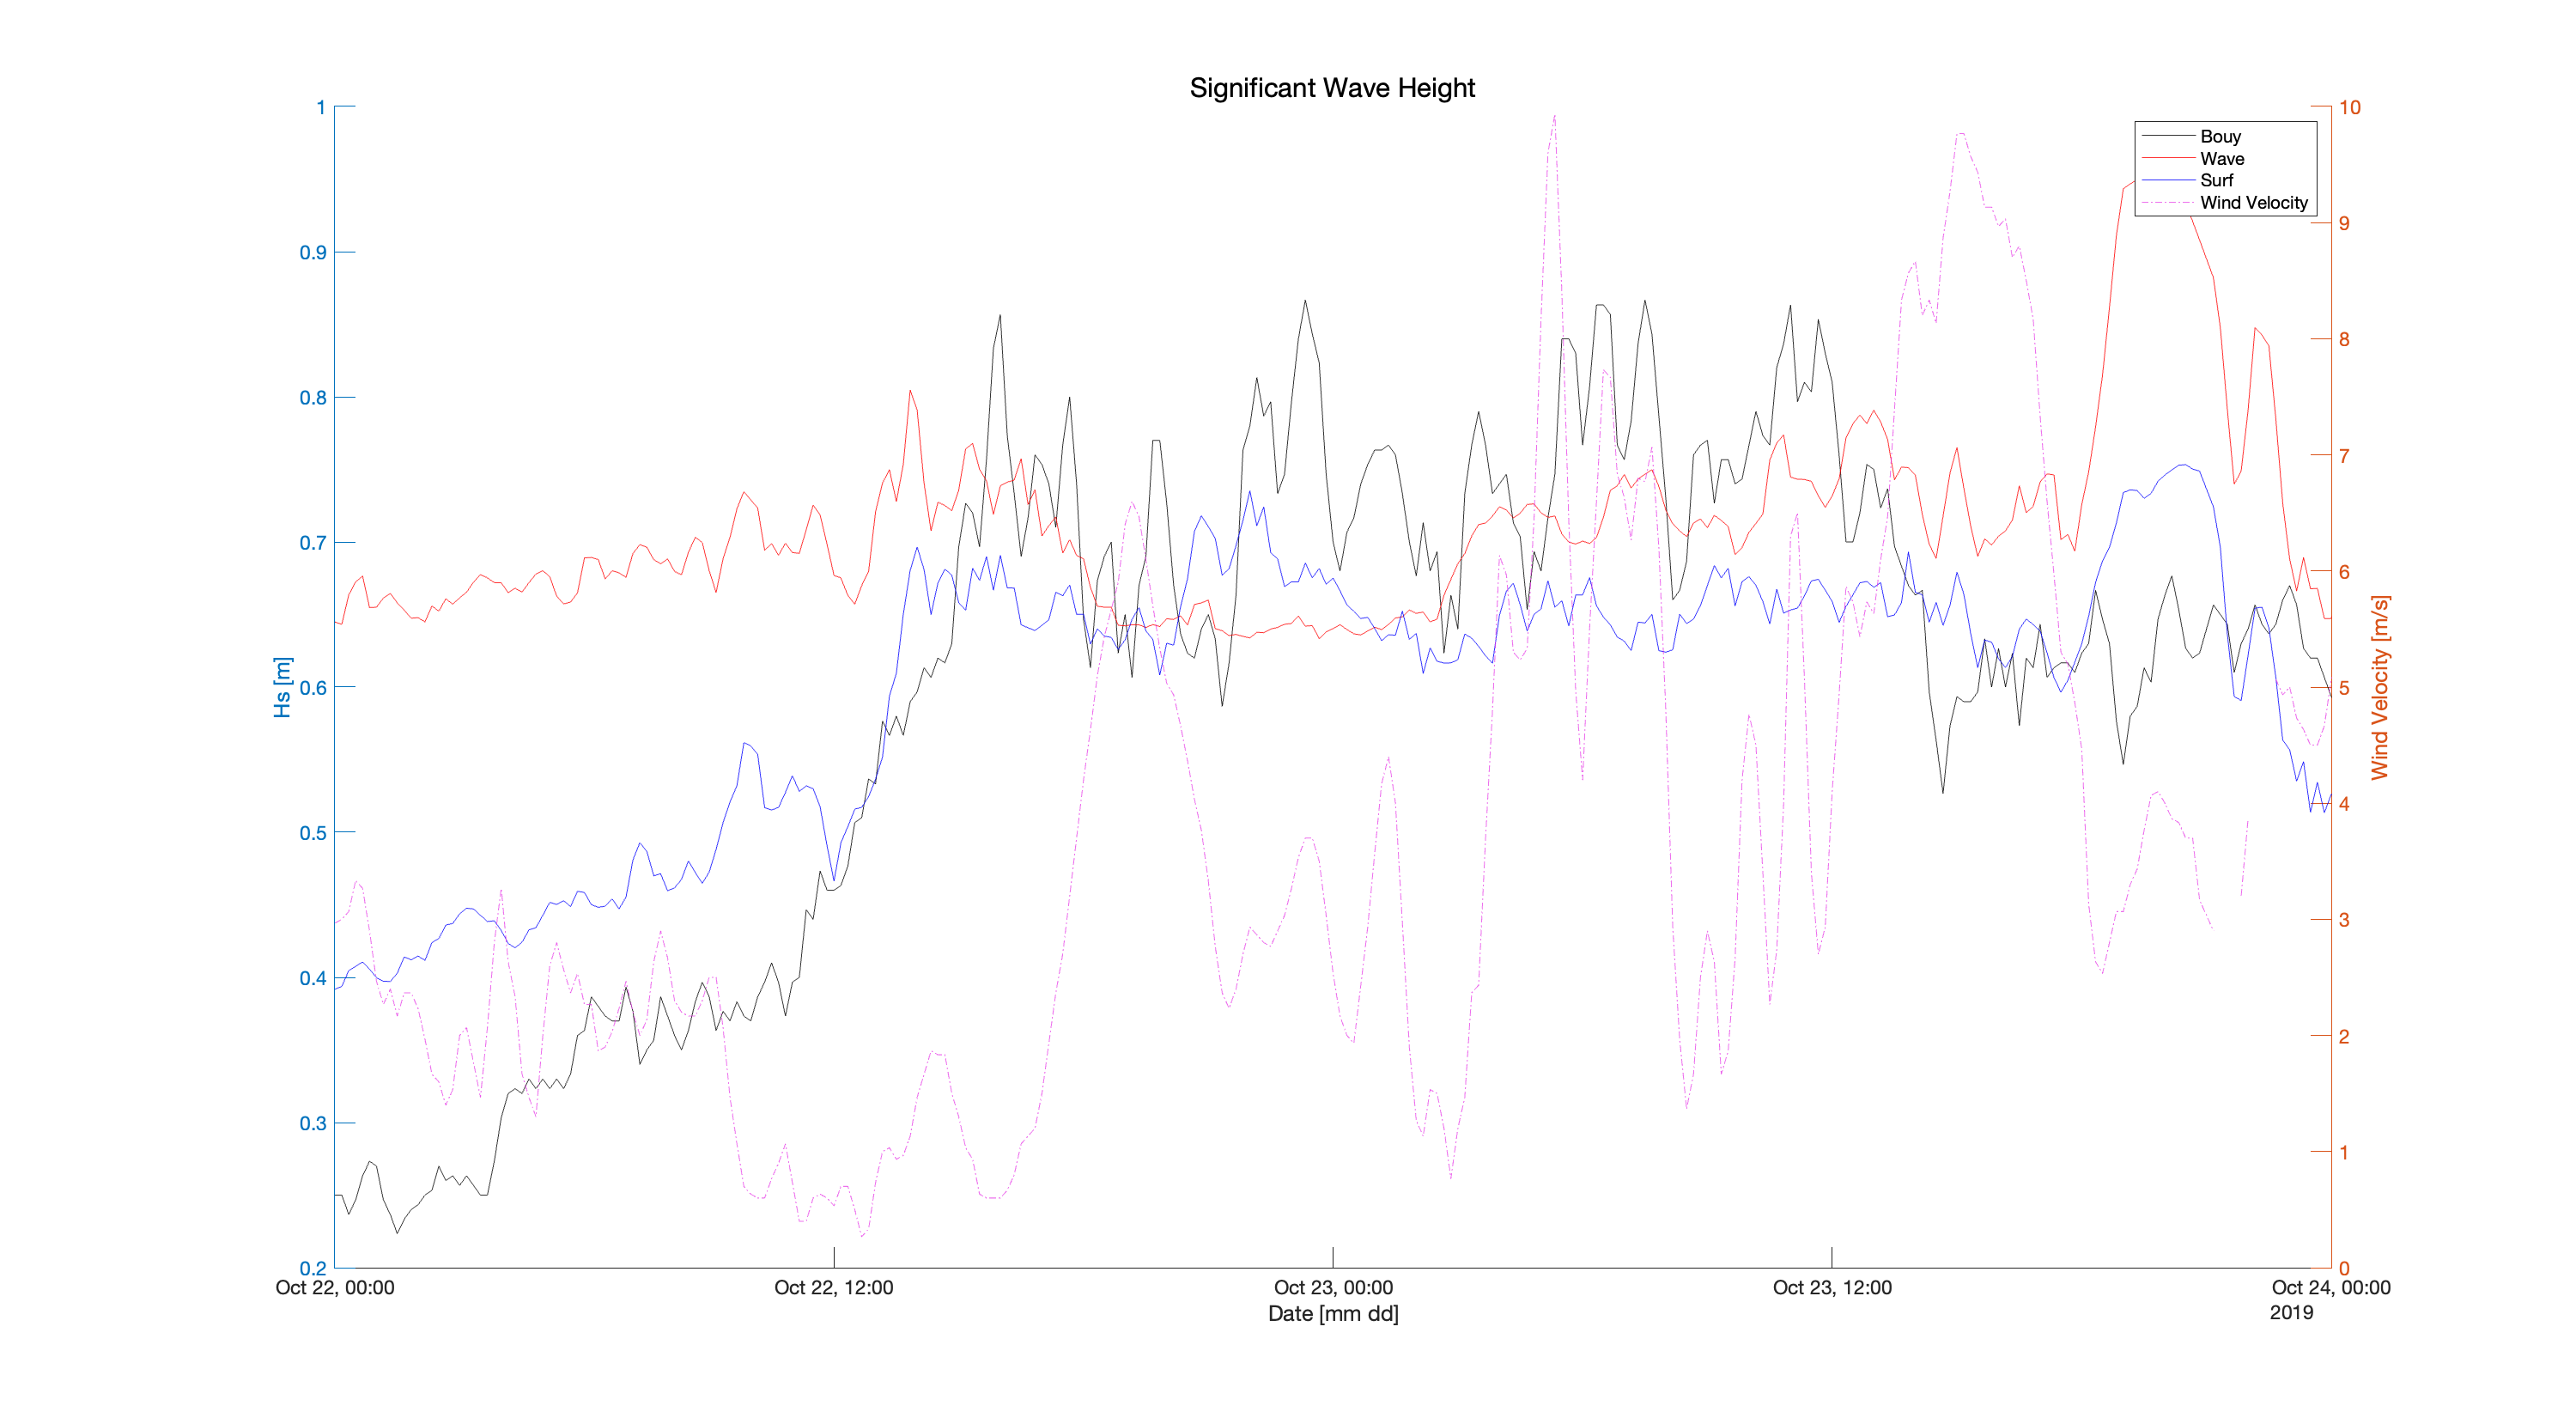 Significant Wave Height
1
0.9
0.8
0.7
0.6
0.5
0.4
0.3
0.2
Hs [m]
10
9
8
7
6
5
4
3
2
1
0
Wind Velocity [m/s]
Bouy
Wave
Surf
Wind Velocity
Oct 22, 00:00
Oct 22, 12:00
Oct 23, 00:00
Oct 23, 12:00
Oct 24, 00:00
Date [mm dd]
2019